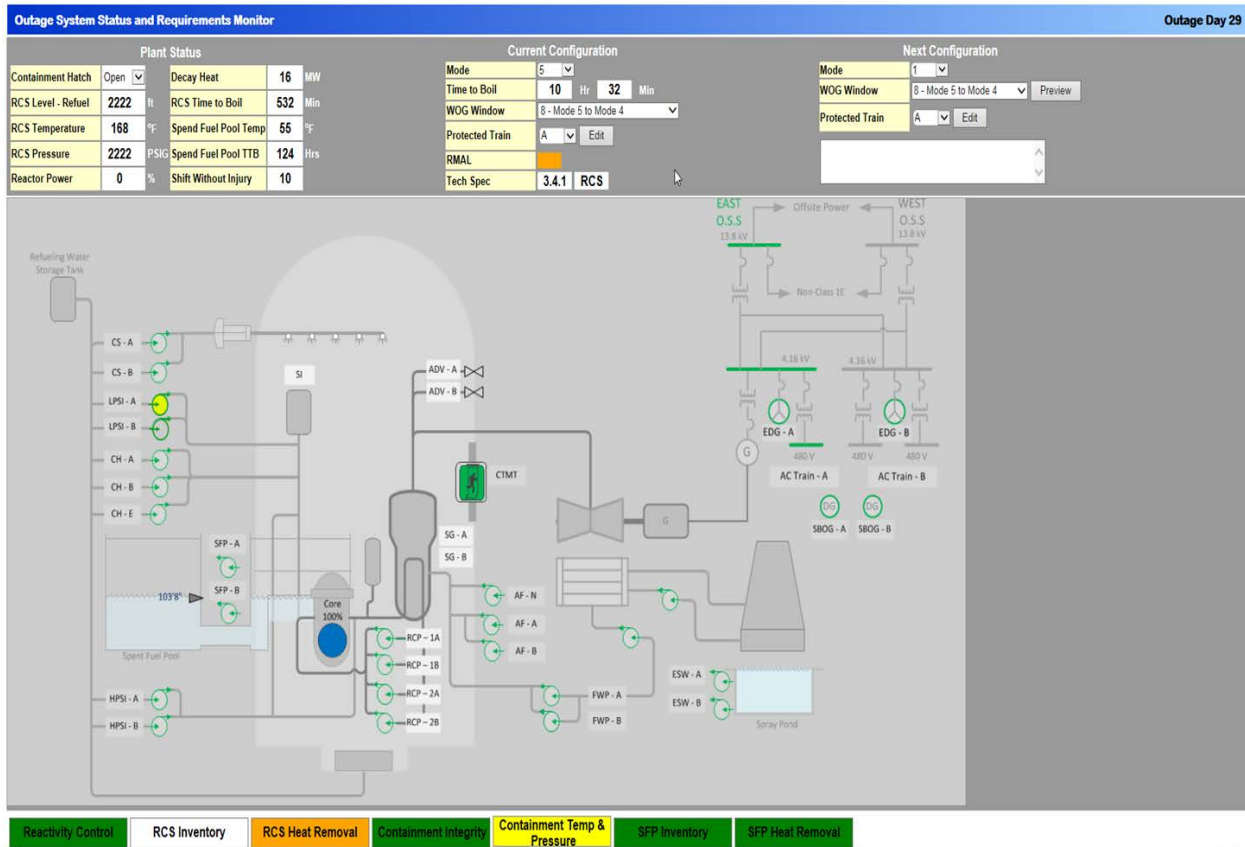 Outage System Status and Requirements Monitor
Outage Day 29
Plant Status
Containment Hatch Open Decay Heat 16 MW
RCS Level - Refuel 2222 ft RCS Time to Boil 532 Min
RCS Temperature 168 °F Spend Fuel Pool Temp 55 °F
RCS Pressure 2222 PSIG Spend Fuel Pool TTB 124 Hrs
Reactor Power 0 % Shift Without Injury 10
Current Configuration
Mode 5
Time to Boil 10 Hr 32 Min
WOG Window 8 - Mode 5 to Mode 4
Protected Train A Edit
RMAL
Tech Spec 3.4.1 RCS
Next Configuration
Mode 1
WOG Window 8 - Mode 5 to Mode 4 Preview
Protected Train A Edit
EAST
O.S.S
13.8 kV
Offsite Power
WEST
O.S.S
13.8 kV
Non-Class 1E
Refueling Water
Storage Tank
CS - A
CS - B
LPSI - A
LPSI - B
CH - A
CH - B
CH - E
SI
ADV - A
ADV - B
CTMT
SG - A
SG - B
4.16 kV
4.16 kV
EDG - A
EDG - B
G
480 V
480 V
480 V
AC Train - A
AC Train - B
DG
DG
SBOG - A
SBOG - B
G
SFP - A
SFP - B
103'8"
Spent Fuel Pool
Core
100%
RCP – 1A
RCP – 1B
RCP – 2A
RCP – 2B
AF - N
AF - A
AF - B
FWP - A
FWP - B
ESW - A
ESW - B
Spray Pond
HPSI - A
HPSI - B
Reactivity Control
RCS Inventory
RCS Heat Removal
Containment Integrity
Containment Temp &
Pressure
SFP Inventory
SFP Heat Removal